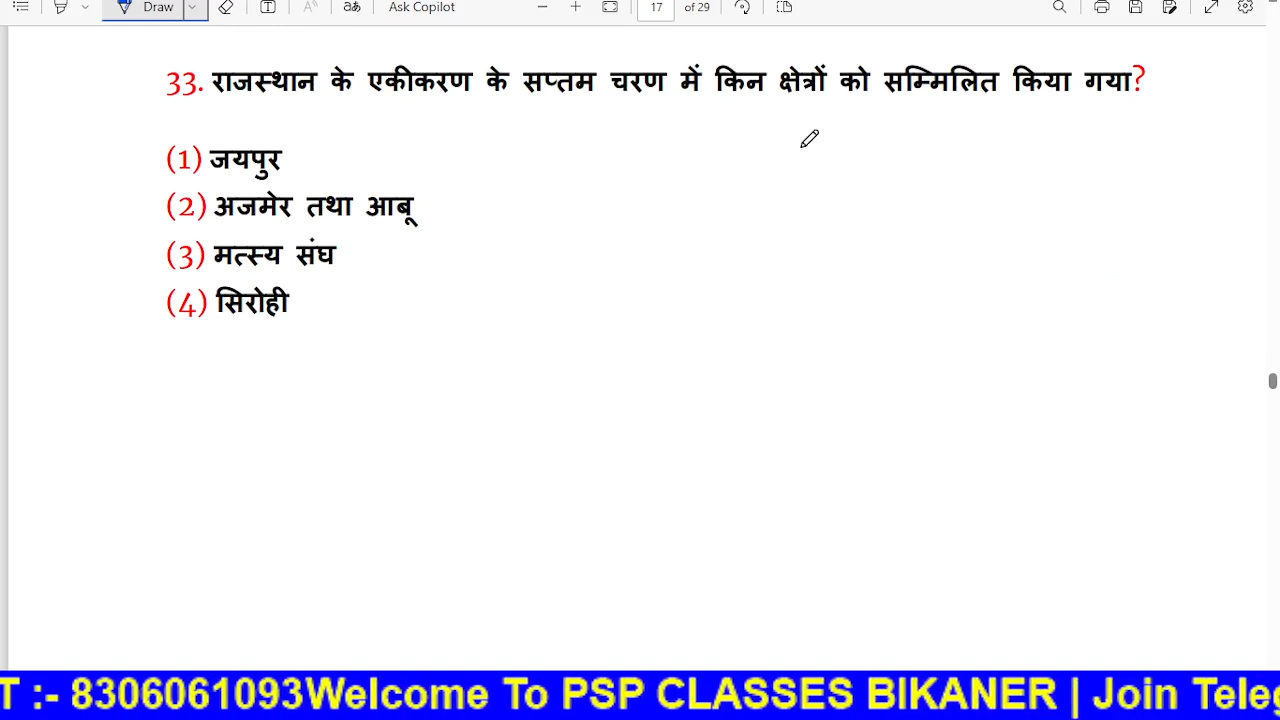 Draw Ask Copilot 17 of 29
33. राजस्थान के एकीकरण के सप्तम चरण में किन क्षेत्रों को सम्मिलित किया गया?
(1) जयपुर
(2) अजमेर तथा आबू
(3) मत्स्य संघ
(4) सिरोही
T :- 8306061093Welcome To PSP CLASSES BIKANER | Join Teleg